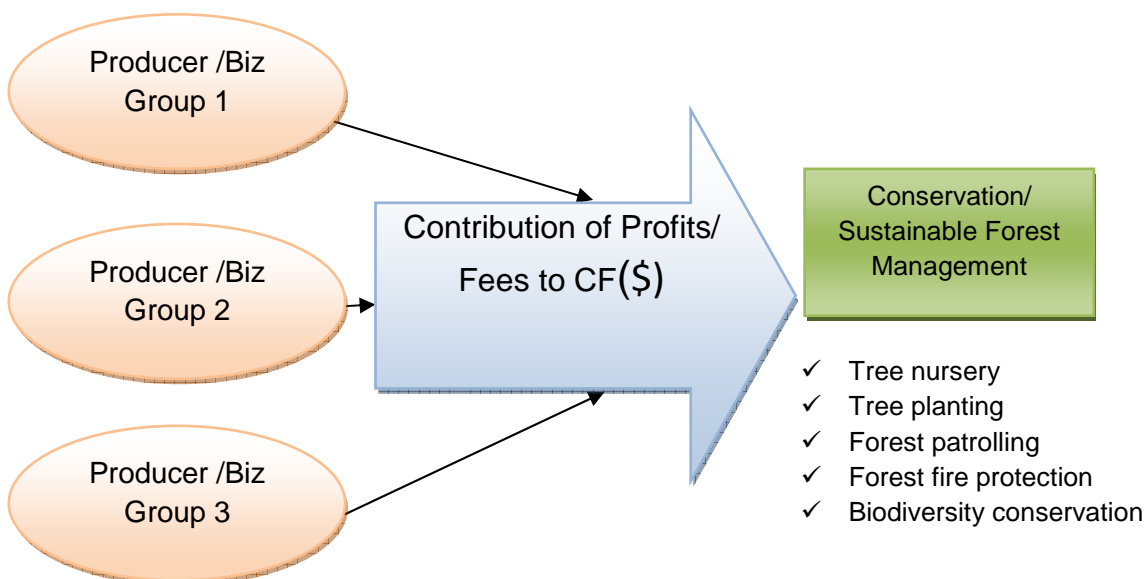 Producer /Biz
Group 1
Producer /Biz
Group 2
Producer /Biz
Group 3
Contribution of Profits/
Fees to CF($)
Conservation/
Sustainable Forest
Management
✓ Tree nursery
✓ Tree planting
✓ Forest patrolling
✓ Forest fire protection
✓ Biodiversity conservation